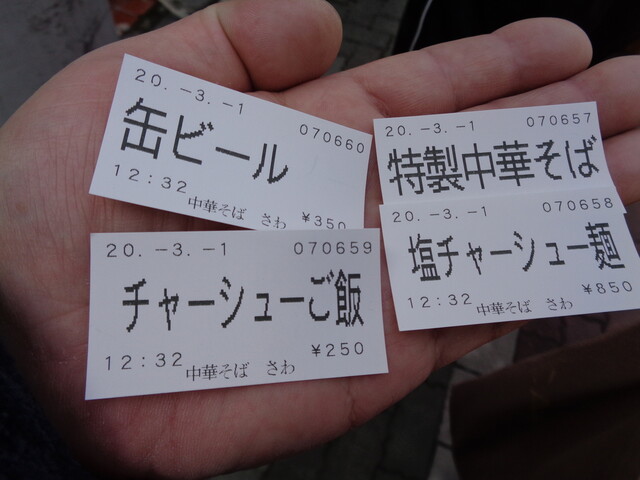 20. -3. -1
070660
缶ビール
12:32
中華そば さわ ¥350
20. -3. -1 070657
特製中華そば
20. -3. -1 070658
塩チャーシュー麺
12:32 中華そば さわ ¥850
20. -3. -1 070659
チャーシューご飯
12:32 中華そば さわ ¥250